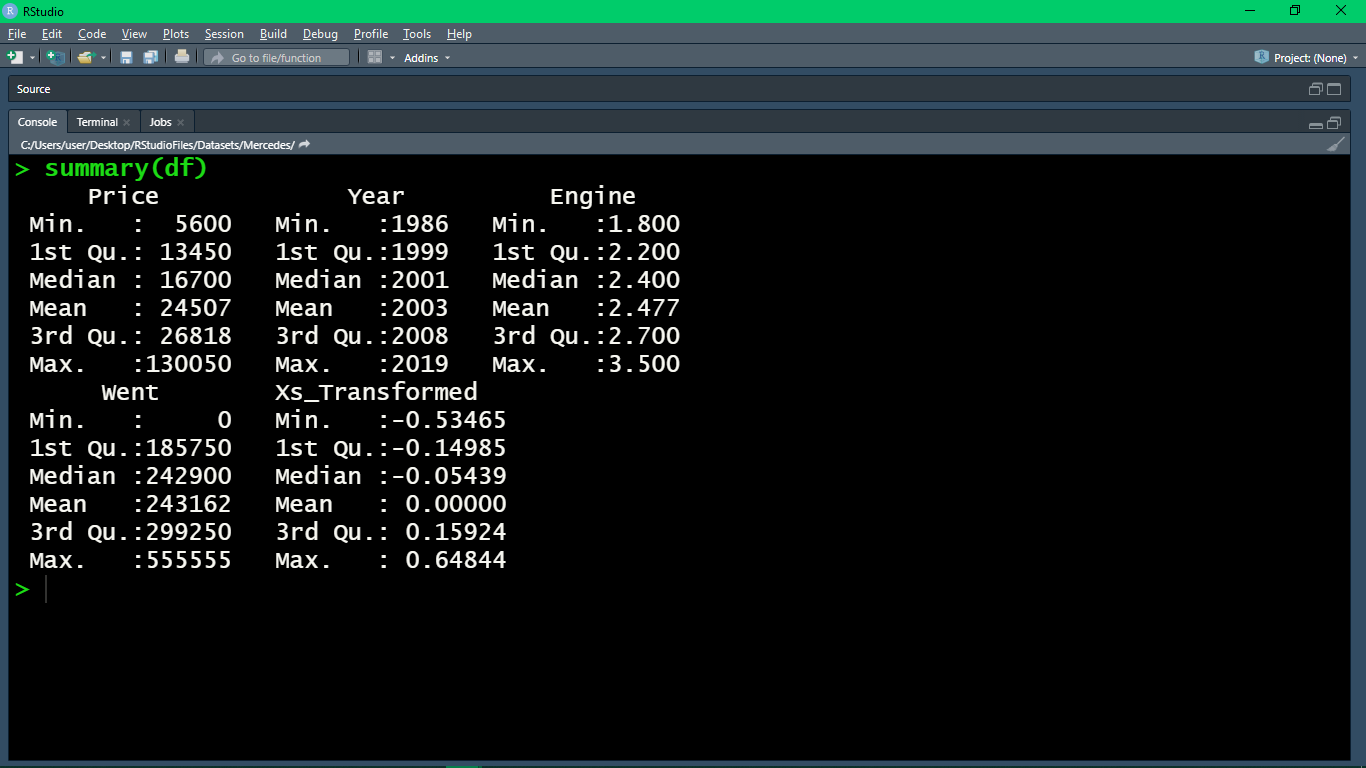 RStudio
File Edit Code View Plots Session Build Debug Profile Tools Help
Go to file/function Addins Project: (None)
Source
Console Terminal Jobs
C:/Users/user/Desktop/RStudioFiles/Datasets/Mercedes/
> summary(df)
Price Year Engine
Min. : 5600 Min. :1986 Min. :1.800
1st Qu.: 13450 1st Qu.:1999 1st Qu.:2.200
Median : 16700 Median :2001 Median :2.400
Mean : 24507 Mean :2003 Mean :2.477
3rd Qu.: 26818 3rd Qu.:2008 3rd Qu.:2.700
Max. :130050 Max. :2019 Max. :3.500
Went Xs_Transformed
Min. : 0 Min. :-0.53465
1st Qu.:185750 1st Qu.:-0.14985
Median :242900 Median :-0.05439
Mean :243162 Mean : 0.00000
3rd Qu.:299250 3rd Qu.: 0.15924
Max. :555555 Max. : 0.64844
>